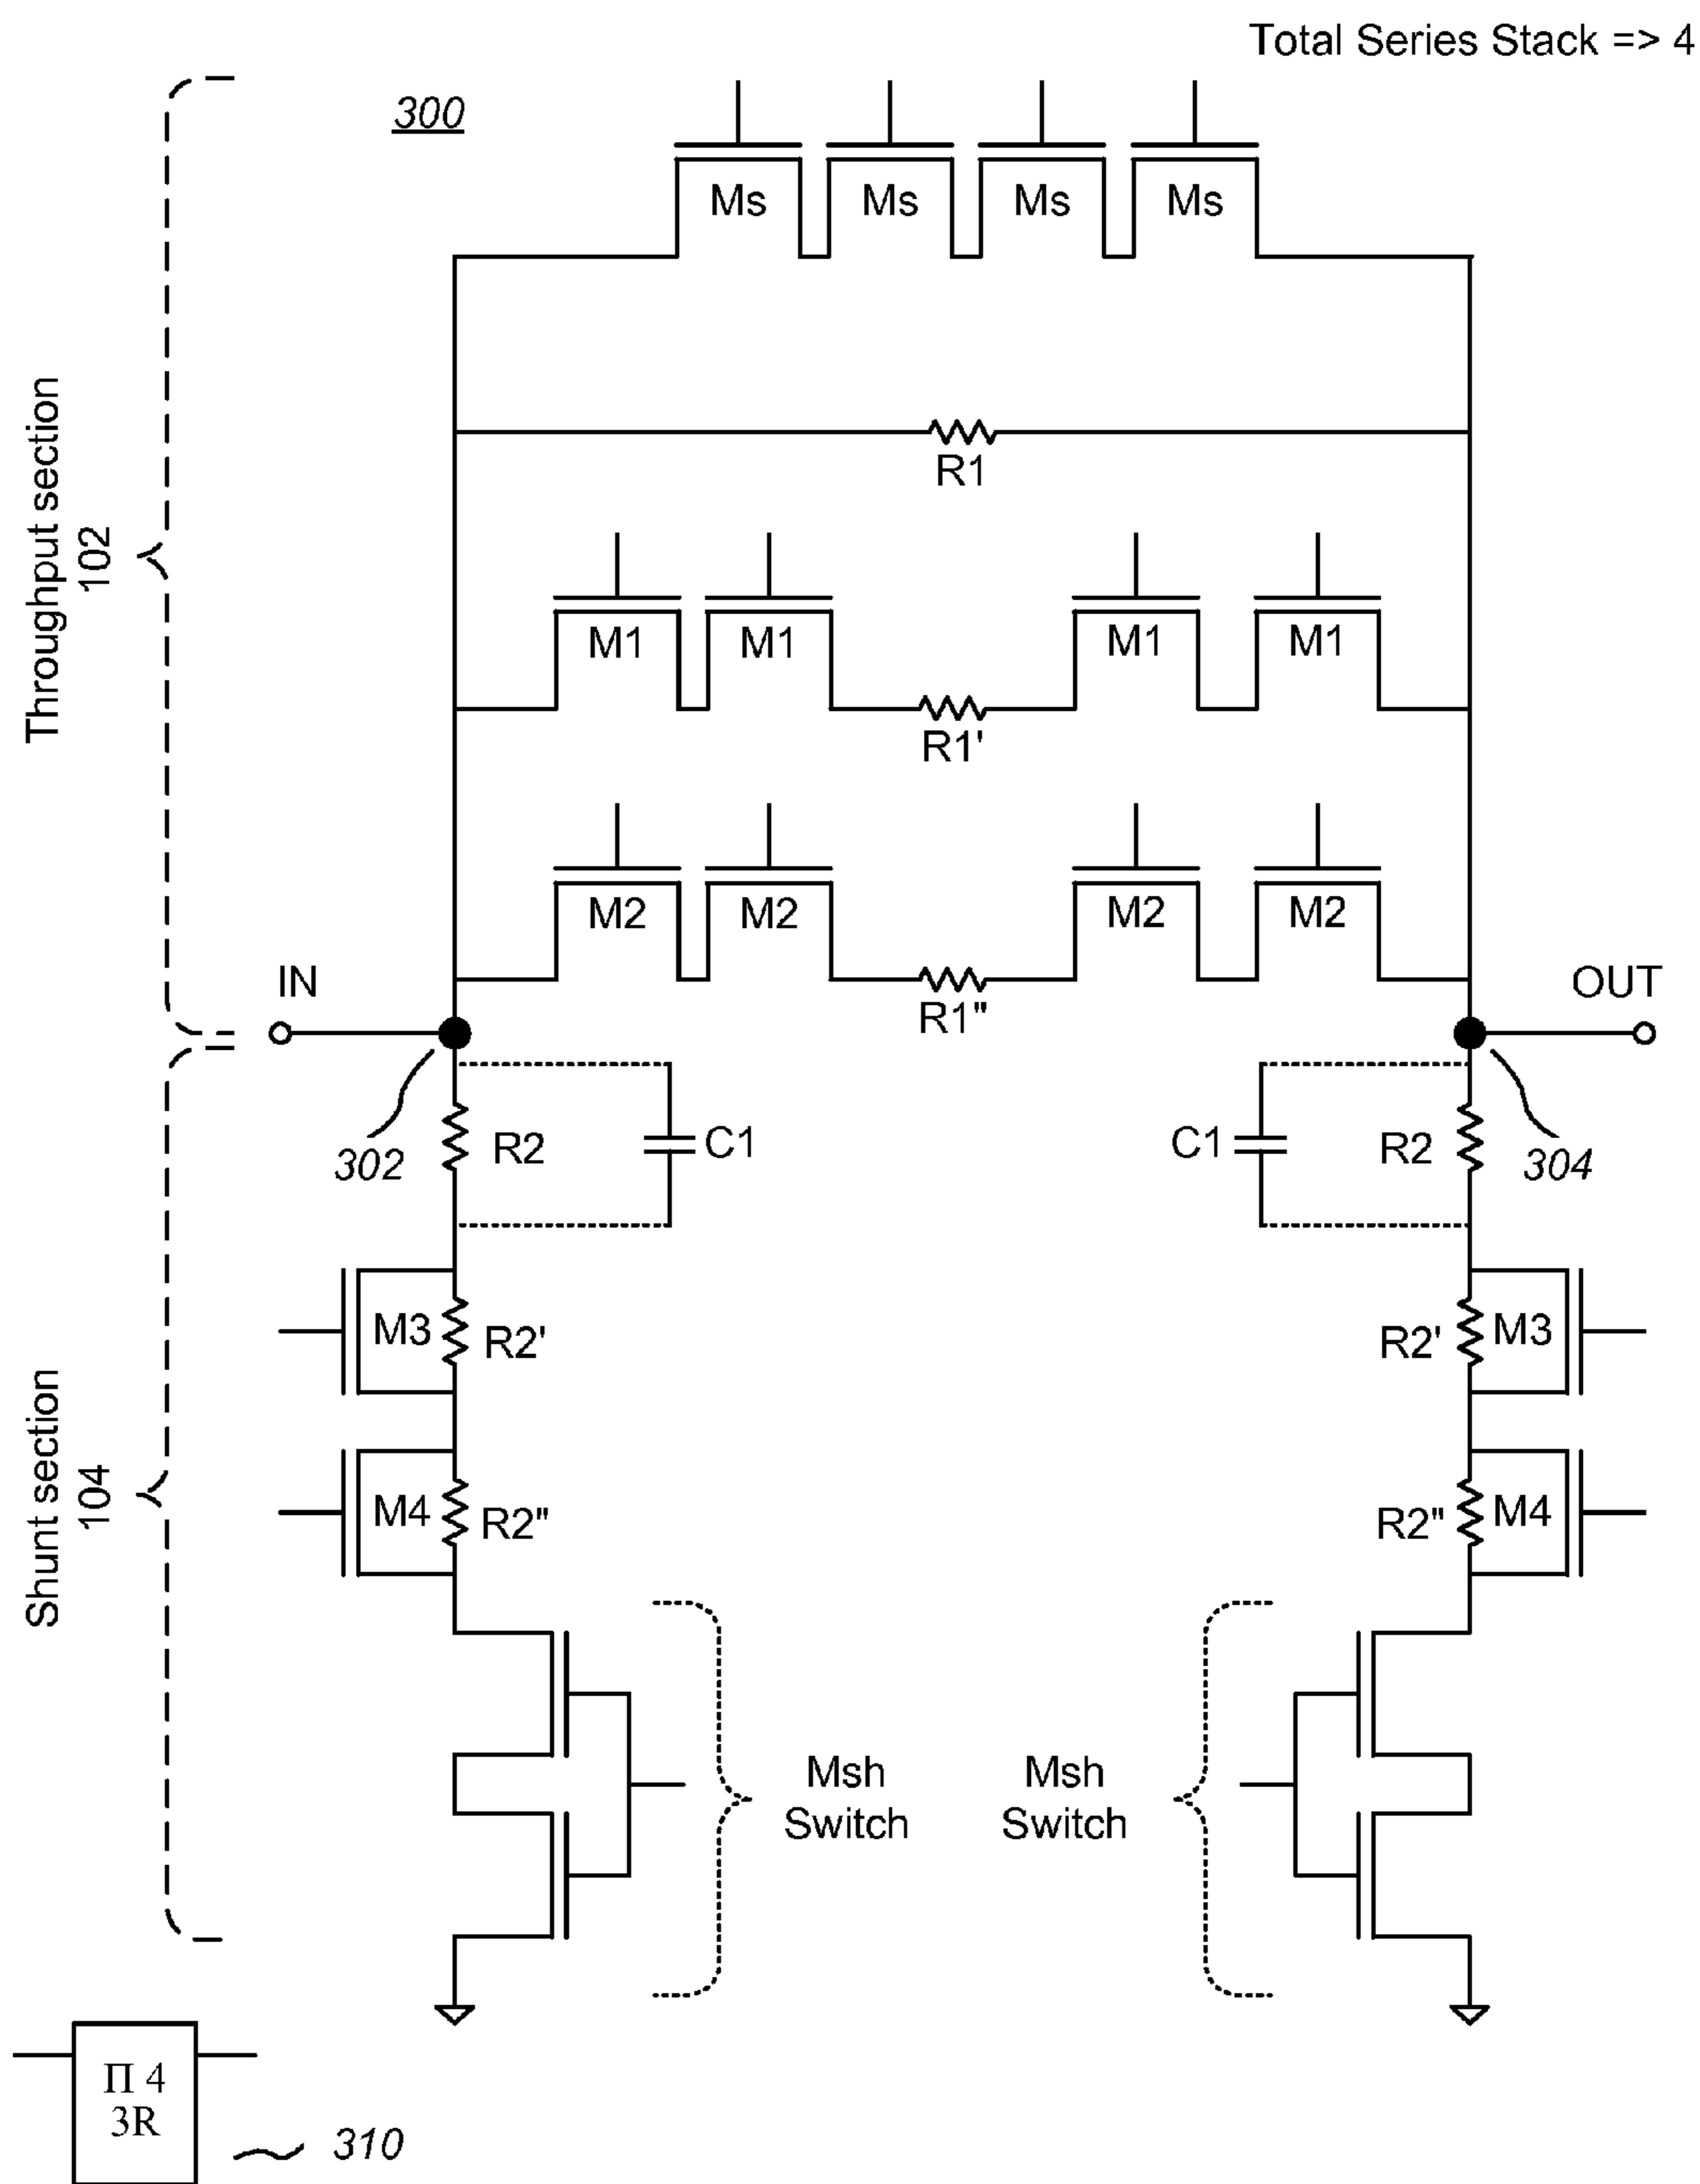 Total Series Stack => 4
300
Ms Ms Ms Ms
R1
Throughput section
102
M1 M1 M1 M1
R1'
M2 M2 M2 M2
R1"
IN
OUT
302
R2
C1
C1
R2
304
M3
R2'
R2'
M3
Shunt section
104
M4
R2"
R2"
M4
Msh
Switch
Msh
Switch
Π 4
3R
310